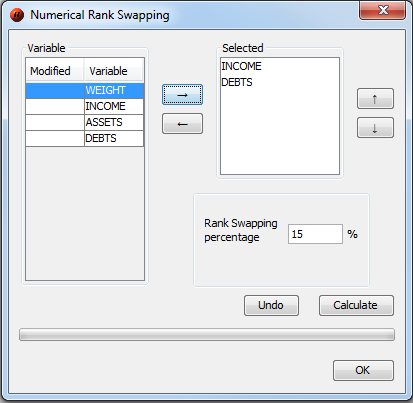 Numerical Rank Swapping
Variable
Modified Variable
WEIGHT
INCOME
ASSETS
DEBTS
→
←
Selected
INCOME
DEBTS
↑
↓
Rank Swapping
percentage
15 %
Undo Calculate
OK